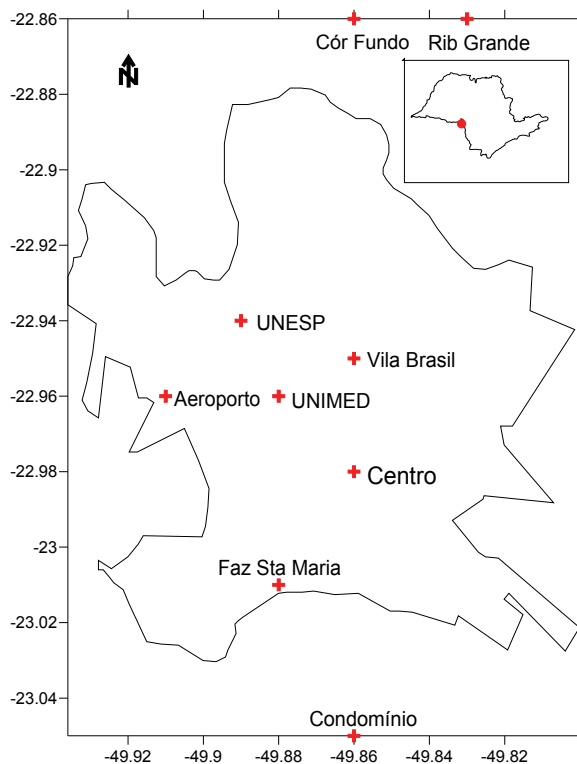 -22.86
Cór Fundo
Rib Grande
N
-22.88
-22.9
-22.92
-22.94
UNESP
Vila Brasil
-22.96
Aeroporto
UNIMED
-22.98
Centro
-23
Faz Sta Maria
-23.02
-23.04
Condomínio
-49.92
-49.9
-49.88
-49.86
-49.84
-49.82